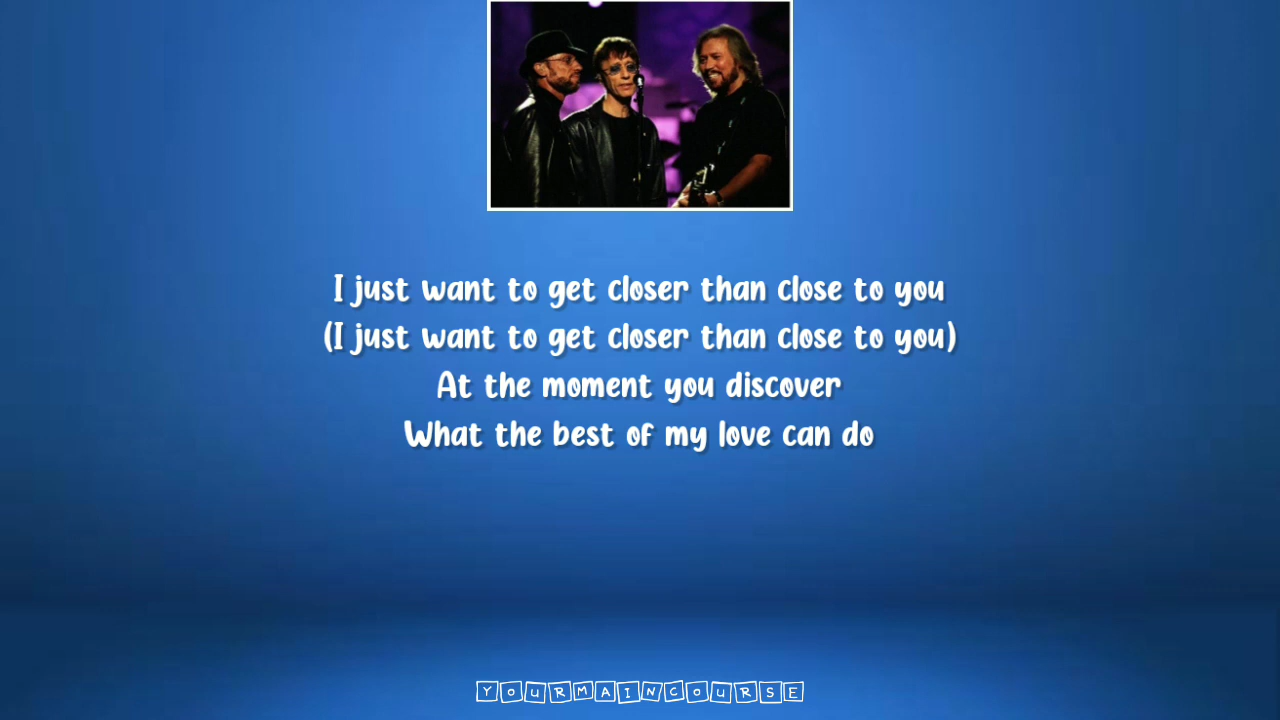 I just want to get closer than close to you
(I just want to get closer than close to you)
At the moment you discover
What the best of my love can do
YOURMAINCOURSE